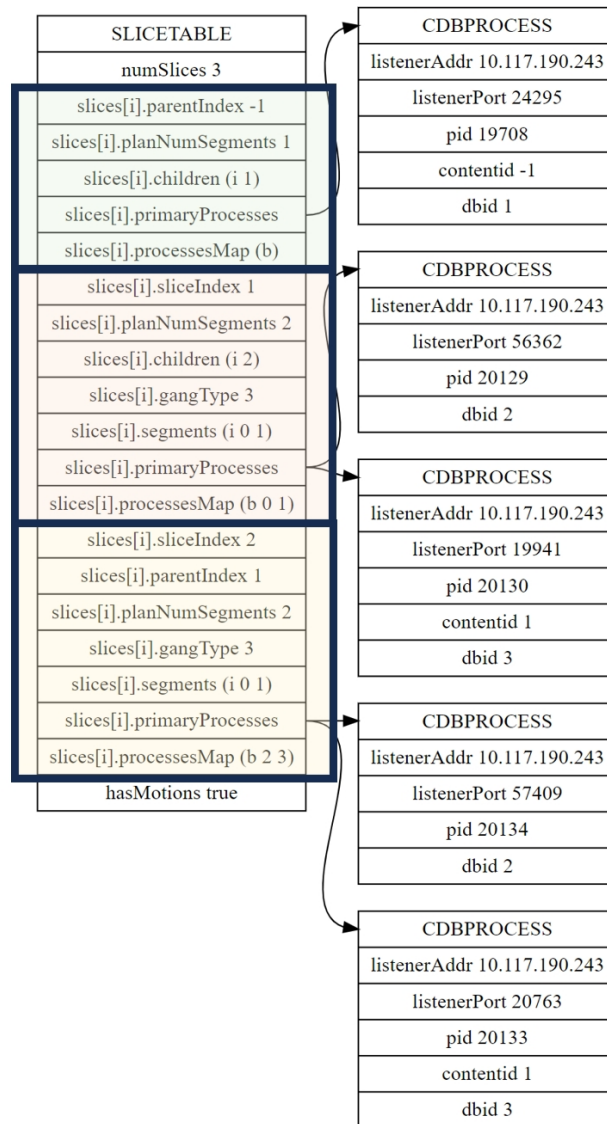 SLICETABLE
numSlices 3
slices[i].parentIndex -1
slices[i].planNumSegments 1
slices[i].children (i 1)
slices[i].primaryProcesses
slices[i].processesMap (b)
slices[i].sliceIndex 1
slices[i].planNumSegments 2
slices[i].children (i 2)
slices[i].gangType 3
slices[i].segments (i 0 1)
slices[i].primaryProcesses
slices[i].processesMap (b 0 1)
slices[i].sliceIndex 2
slices[i].parentIndex 1
slices[i].planNumSegments 2
slices[i].gangType 3
slices[i].segments (i 0 1)
slices[i].primaryProcesses
slices[i].processesMap (b 2 3)
hasMotions true
CDBPROCESS
listenerAddr 10.117.190.243
listenerPort 24295
pid 19708
contentid -1
dbid 1
CDBPROCESS
listenerAddr 10.117.190.243
listenerPort 56362
pid 20129
dbid 2
CDBPROCESS
listenerAddr 10.117.190.243
listenerPort 19941
pid 20130
contentid 1
dbid 3
CDBPROCESS
listenerAddr 10.117.190.243
listenerPort 57409
pid 20134
dbid 2
CDBPROCESS
listenerAddr 10.117.190.243
listenerPort 20763
pid 20133
contentid 1
dbid 3